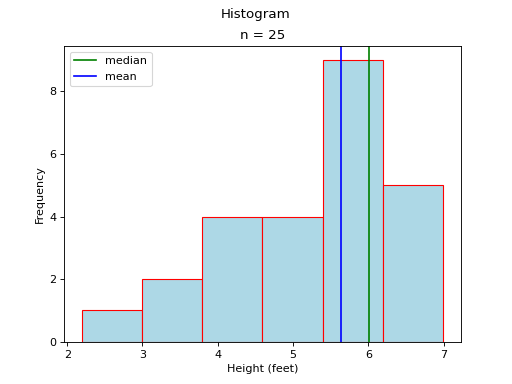 Histogram
n = 25
median
mean
Frequency
8
6
4
2
0
2 3 4 5 6 7
Height (feet)